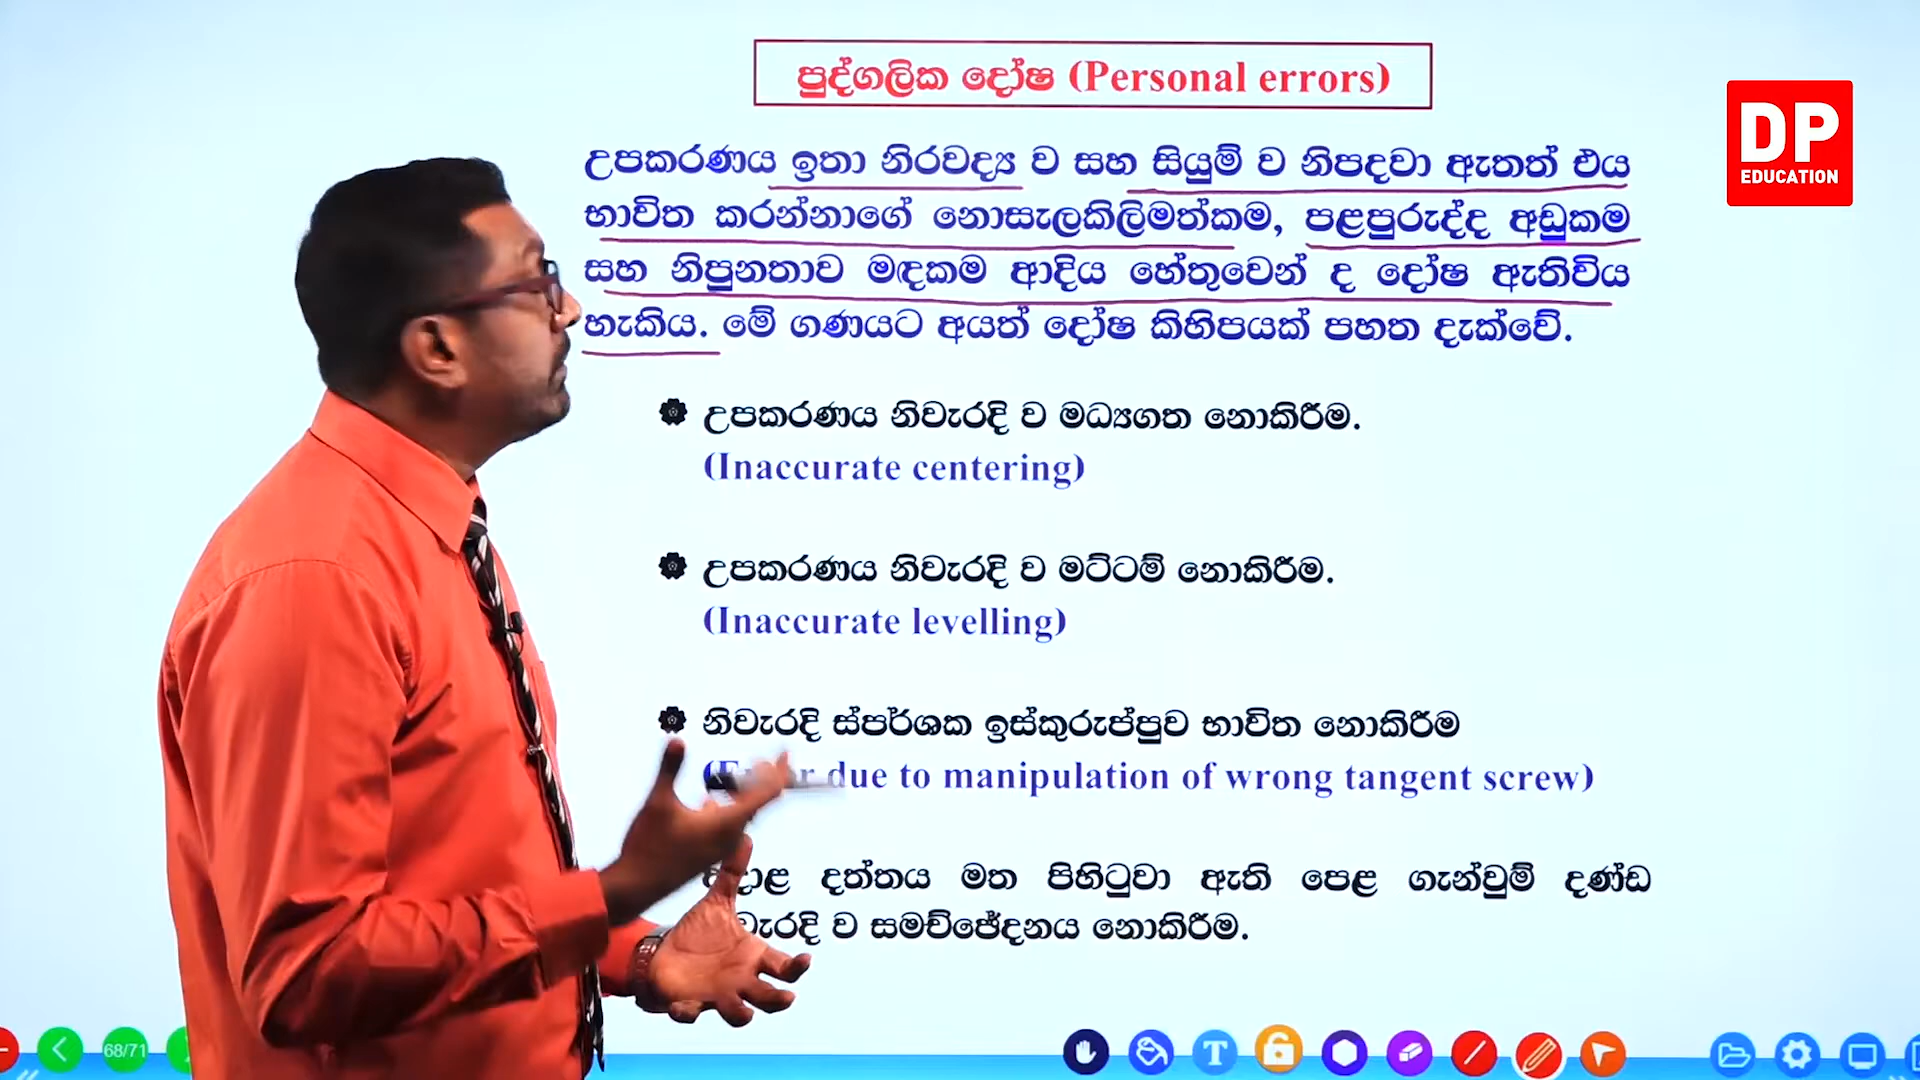 පුද්ගලික දෝෂ (Personal errors)
DP
EDUCATION
උපකරණය ඉතා නිරවද්‍ය ව සහ සියුම් ව නිපදවා ඇතත් එය
භාවිත කරන්නාගේ නොසැලකිලිමත්කම, පළපුරුද්ද අඩුකම
සහ නිපුනතාව මඳකම ආදිය හේතුවෙන් ද දෝෂ ඇතිවිය
හැකිය. මේ ගණයට අයත් දෝෂ කිහිපයක් පහත දැක්වේ.
උපකරණය නිවැරදි ව මධ්‍යගත නොකිරීම.
(Inaccurate centering)
උපකරණය නිවැරදි ව මට්ටම් නොකිරීම.
(Inaccurate levelling)
නිවැරදි ස්පර්ශක ඉස්කුරුප්පුව භාවිත නොකිරීම
due to manipulation of wrong tangent screw)
දත්තය මත පිහිටුවා ඇති පෙළ ගැන්වුම් දණ්ඩ
ව සමච්ඡේදනය නොකිරීම.
68/71